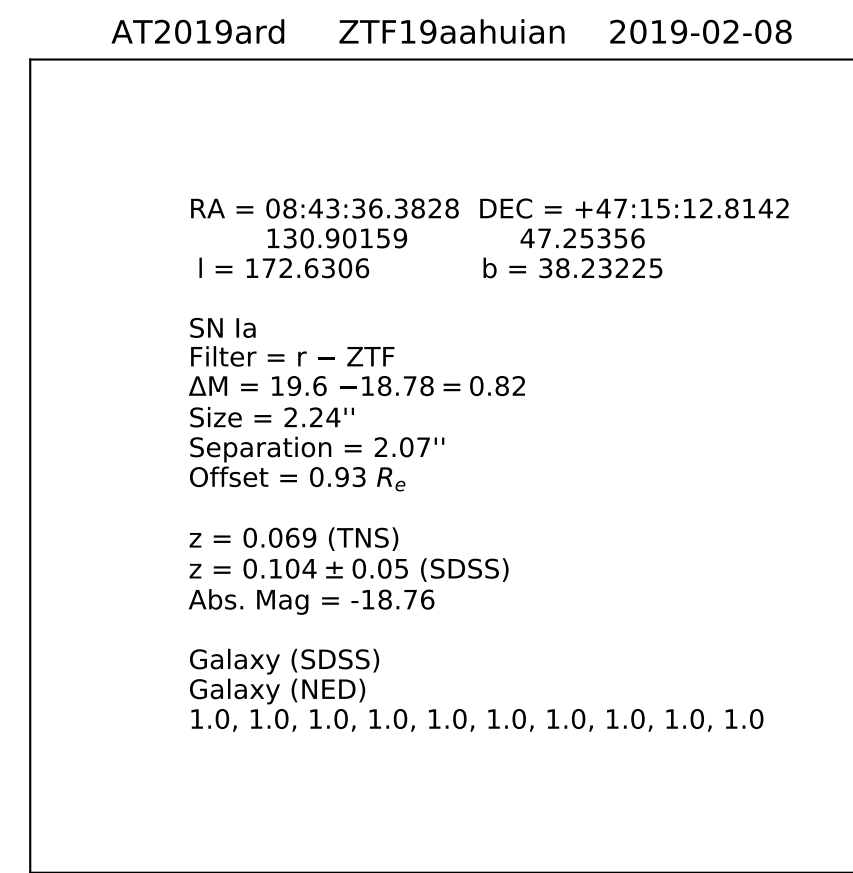 AT2019ard ZTF19aahuian 2019-02-08
RA = 08:43:36.3828 DEC = +47:15:12.8142
130.90159 47.25356
l = 172.6306 b = 38.23225
SN Ia
Filter = r − ZTF
ΔM = 19.6 −18.78 = 0.82
Size = 2.24''
Separation = 2.07''
Offset = 0.93 Re
z = 0.069 (TNS)
z = 0.104 ± 0.05 (SDSS)
Abs. Mag = -18.76
Galaxy (SDSS)
Galaxy (NED)
1.0, 1.0, 1.0, 1.0, 1.0, 1.0, 1.0, 1.0, 1.0, 1.0